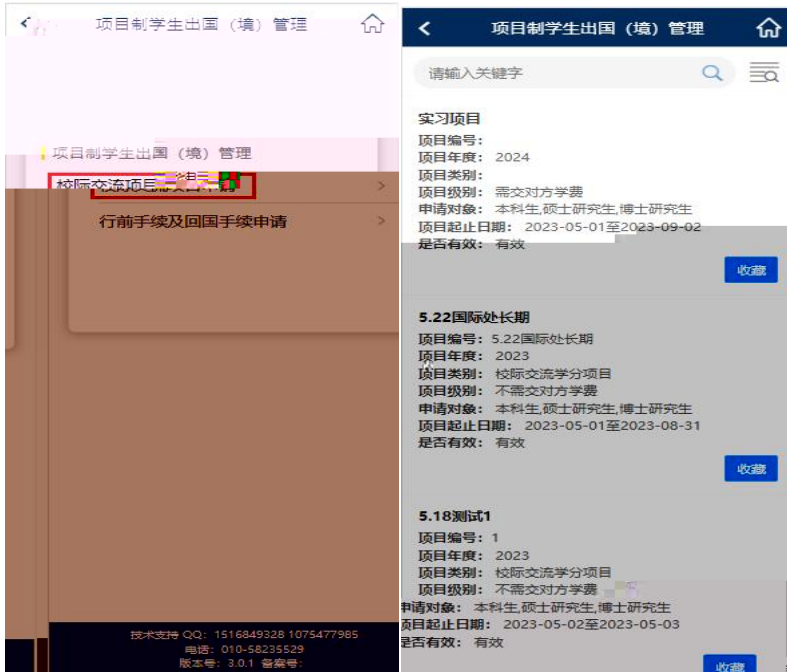 项目制学生出国（境）管理
项目制学生出国（境）管理
校际交流项目
行前手续及回国手续申请
技术支持 QQ：1516849328 1075477985
电话：010-58235529
版本号：3.0.1 备案号：
项目制学生出国（境）管理
请输入关键字
实习项目
项目编号：
项目年度：2024
项目类别：
项目级别：需交对方学费
申请对象：本科生,硕士研究生,博士研究生
项目起止日期：2023-05-01至2023-09-02
是否有效：有效
收藏
5.22国际处长期
项目编号：5.22国际处长期
项目年度：2023
项目类别：校际交流学分项目
项目级别：不需交对方学费
申请对象：本科生,硕士研究生,博士研究生
项目起止日期：2023-05-01至2023-08-31
是否有效：有效
收藏
5.18测试1
项目编号：1
项目年度：2023
项目类别：校际交流学分项目
项目级别：不需交对方学费
申请对象：本科生,硕士研究生,博士研究生
项目起止日期：2023-05-02至2023-05-03
是否有效：有效
收藏